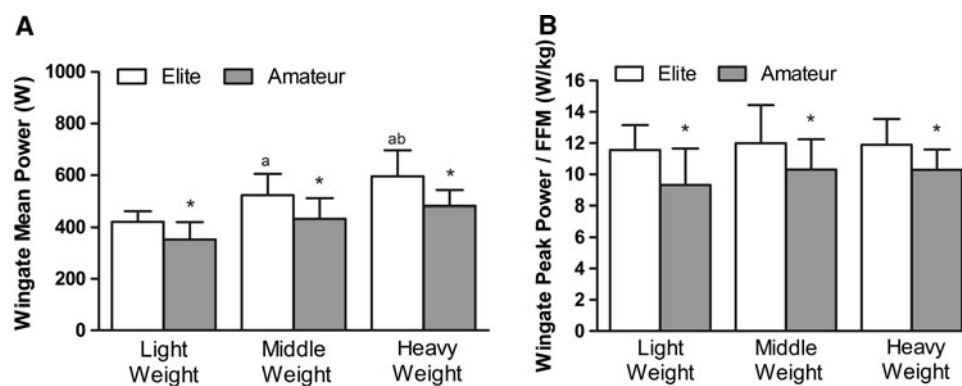 A
Wingate Mean Power (W)
Elite
Amateur
1000
800
600
400
200
0
*
a
*
ab
*
Light
Weight
Middle
Weight
Heavy
Weight
B
Wingate Peak Power / FFM (W/kg)
Elite
Amateur
16
14
12
10
8
6
4
2
0
*
*
*
Light
Weight
Middle
Weight
Heavy
Weight